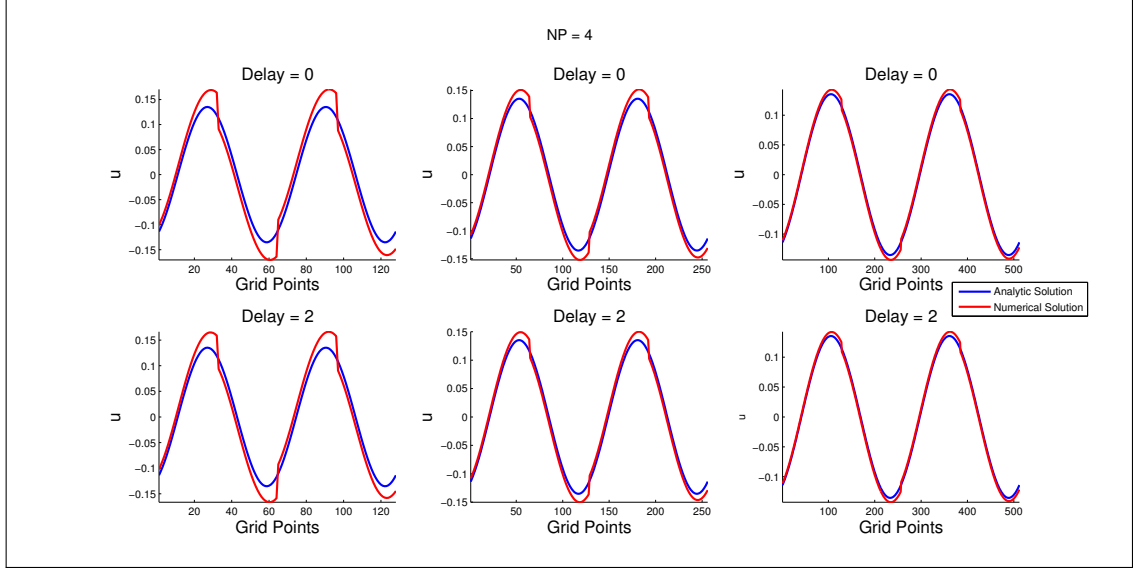 NP = 4
Delay = 0
Delay = 0
Delay = 0
0.15
0.1
0.05
0
−0.05
−0.1
−0.15
u
20 40 60 80 100 120
Grid Points
0.15
0.1
0.05
0
−0.05
−0.1
−0.15
u
50 100 150 200 250
Grid Points
0.1
0.05
0
−0.05
−0.1
u
100 200 300 400 500
Grid Points
Analytic Solution
Numerical Solution
Delay = 2
Delay = 2
Delay = 2
0.15
0.1
0.05
0
−0.05
−0.1
−0.15
u
20 40 60 80 100 120
Grid Points
0.15
0.1
0.05
0
−0.05
−0.1
−0.15
u
50 100 150 200 250
Grid Points
0.1
0.05
0
−0.05
−0.1
u
100 200 300 400 500
Grid Points